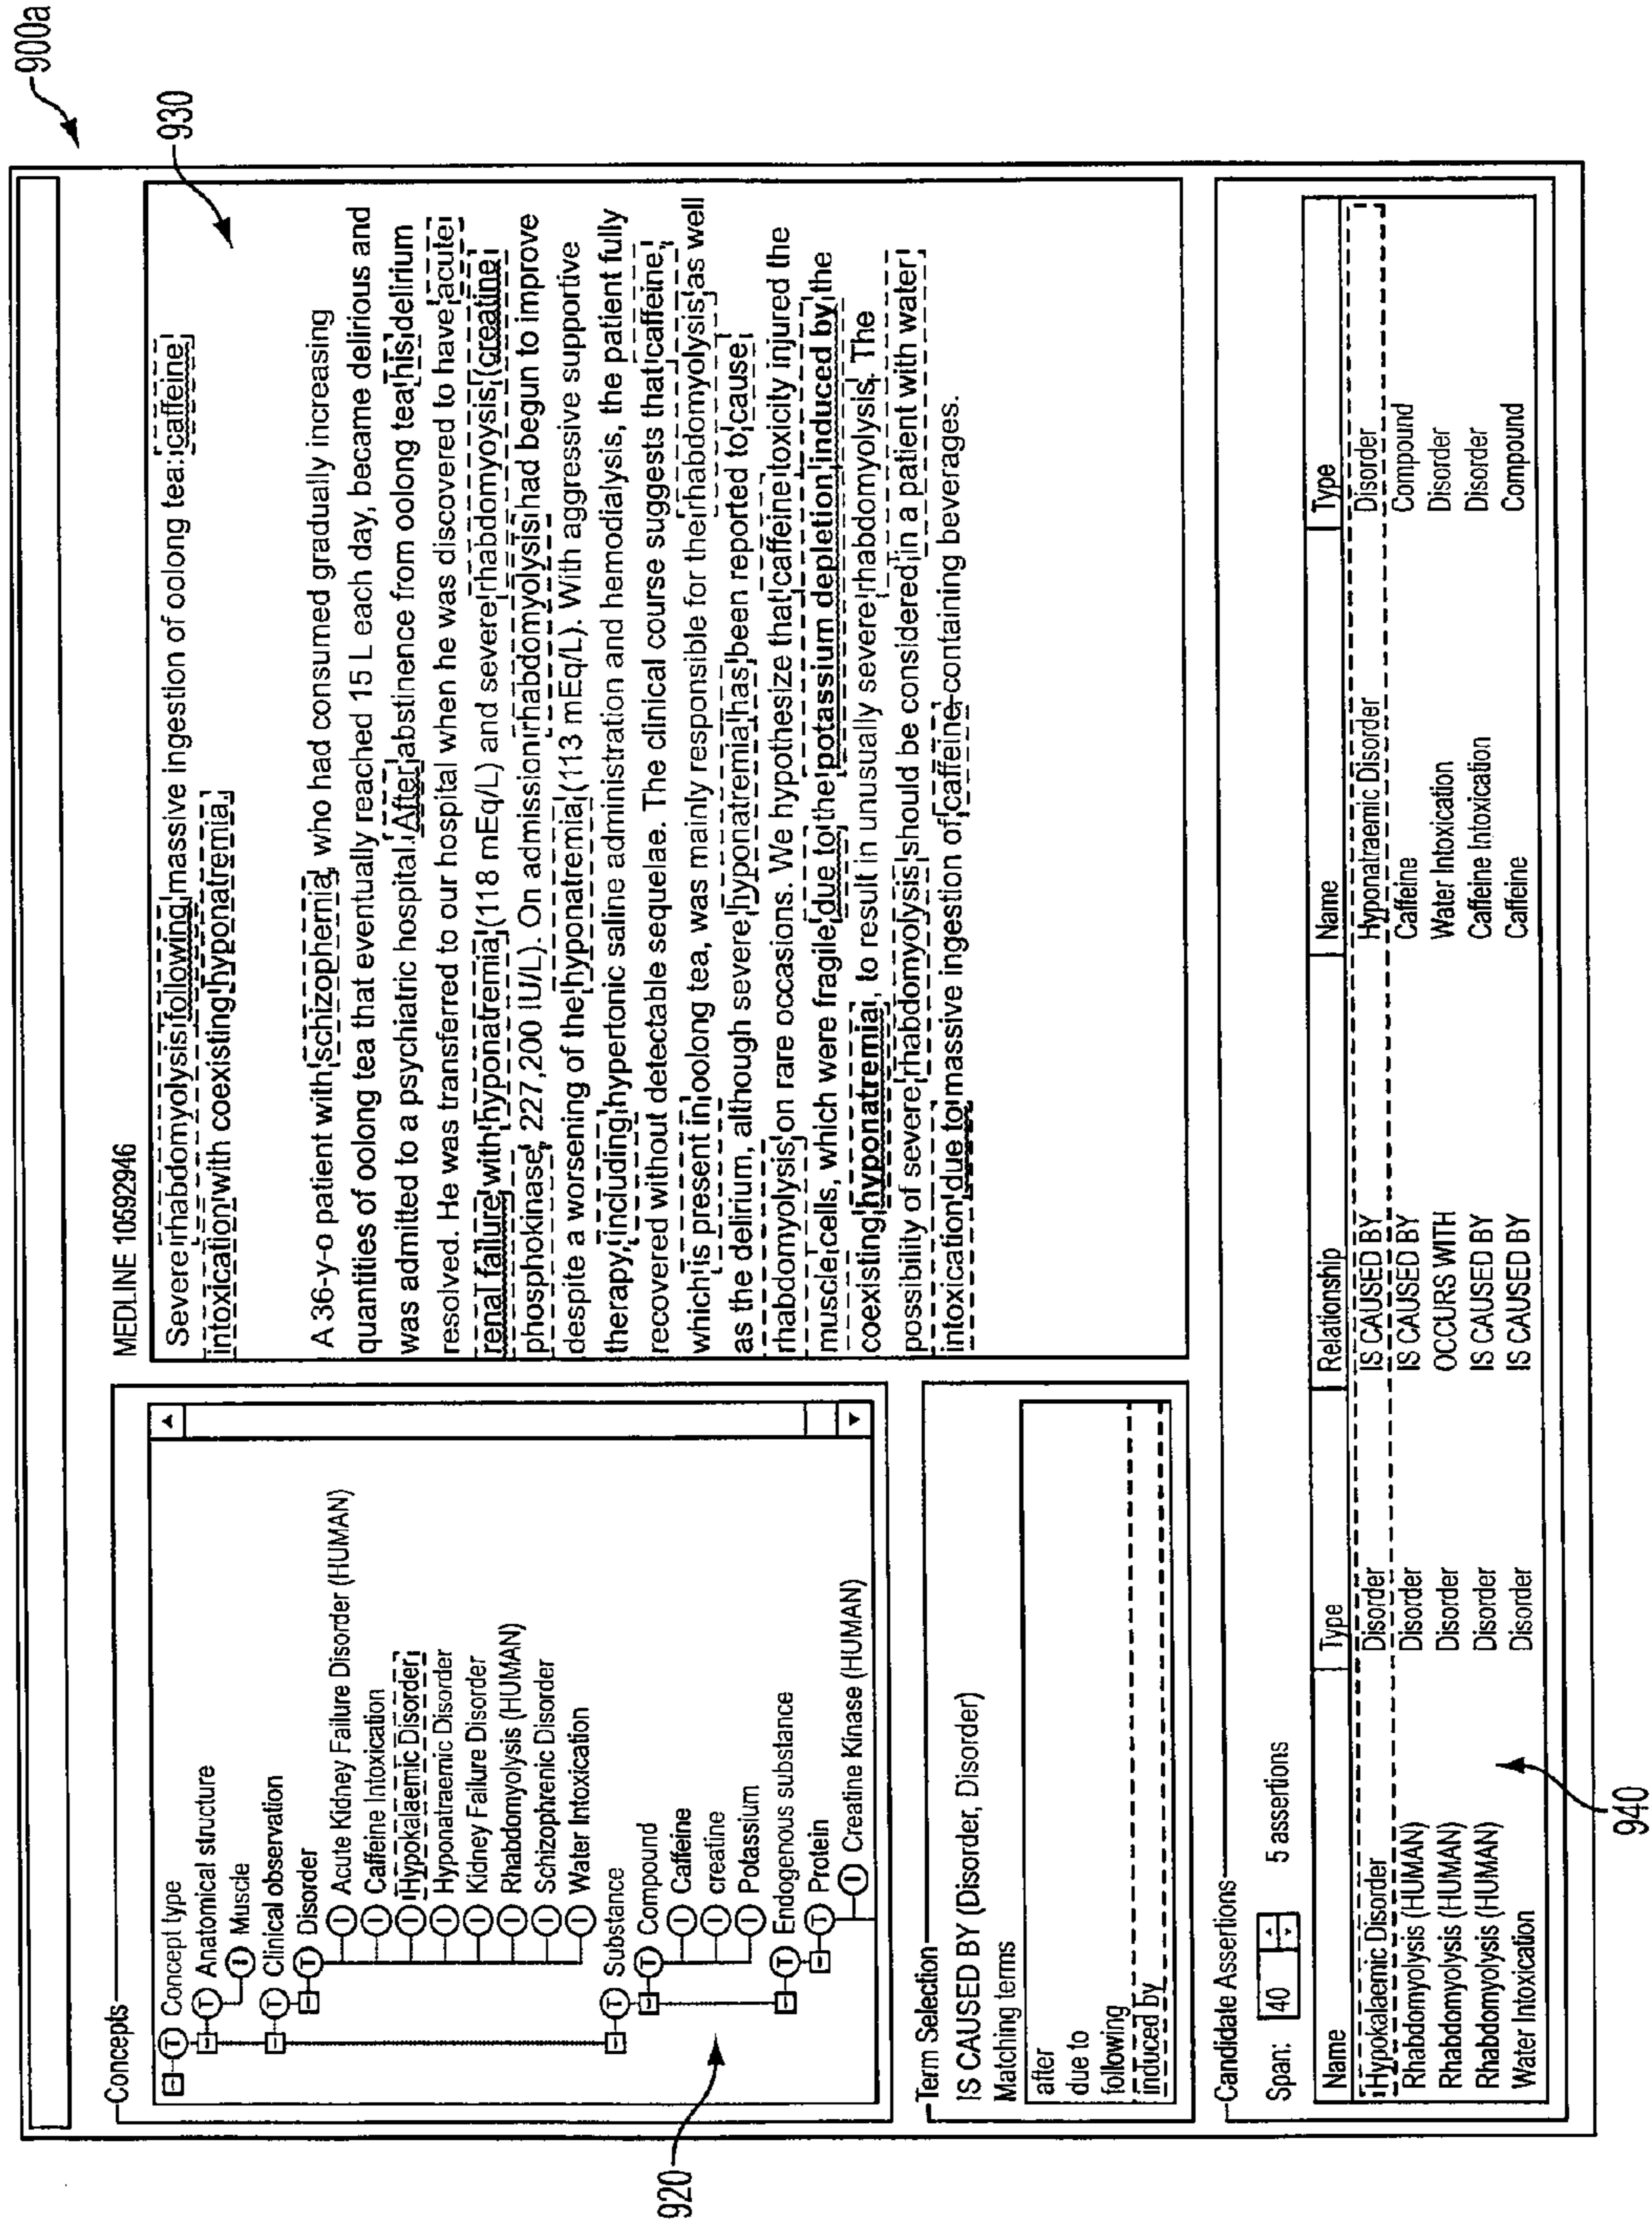 900a
MEDLINE 10592946
930
Severe rhabdomyolysis following massive ingestion of oolong tea: caffeine
intoxication with coexisting hyponatremia
A 36-y-o patient with schizophernia, who had consumed gradually increasing
quantities of oolong tea that eventually reached 15 L each day, became delirious and
was admitted to a psychiatric hospital. After abstinence from oolong tea his delirium
resolved. He was transferred to our hospital when he was discovered to have acute
renal failure with hyponatremia (118 mEq/L) and severe rhabdomyoysis (creatine
phosphokinase, 227,200 IU/L). On admission rhabdomyolysis had begun to improve
despite a worsening of the hyponatremia (113 mEq/L). With aggressive supportive
therapy, including hypertonic saline administration and hemodialysis, the patient fully
recovered without detectable sequelae. The clinical course suggests that caffeine,
which is present in oolong tea, was mainly responsible for the rhabdomyolysis as well
as the delirium, although severe hyponatremia has been reported to cause
rhabdomyolysis on rare occasions. We hypothesize that caffeine toxicity injured the
muscle cells, which were fragile due to the potassium depletion induced by the
coexisting hyponatremia, to result in unusually severe rhabdomyolysis. The
possibility of severe rhabdomyolysis should be considered in a patient with water
intoxication due to massive ingestion of caffeine-containing beverages.
Concepts
Concept type
Anatomical structure
Muscle
Clinical observation
Disorder
Acute Kidney Failure Disorder (HUMAN)
Caffeine Intoxication
Hypokalaemic Disorder
Hyponatraemic Disorder
Kidney Failure Disorder
Rhabdomyolysis (HUMAN)
Schizophrenic Disorder
Water Intoxication
Substance
Compound
Caffeine
creatine
Potassium
Endogenous substance
Protein
Creatine Kinase (HUMAN)
920
Term Selection
IS CAUSED BY (Disorder, Disorder)
Matching terms
after
due to
following
induced by
Candidate Assertions
Span: 40 5 assertions
Name Type Relationship Name Type
Hypokalaemic Disorder Disorder IS CAUSED BY Hyponatraemic Disorder Disorder
Rhabdomyolysis (HUMAN) Disorder IS CAUSED BY Caffeine Compound
Rhabdomyolysis (HUMAN) Disorder OCCURS WITH Water Intoxication Disorder
Rhabdomyolysis (HUMAN) Disorder IS CAUSED BY Caffeine Intoxication Disorder
Water Intoxication Disorder IS CAUSED BY Caffeine Compound
940